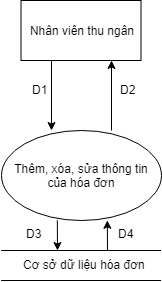 Nhân viên thu ngân
D1
D2
Thêm, xóa, sửa thông tin
của hóa đơn
D3
D4
Cơ sở dữ liệu hóa đơn